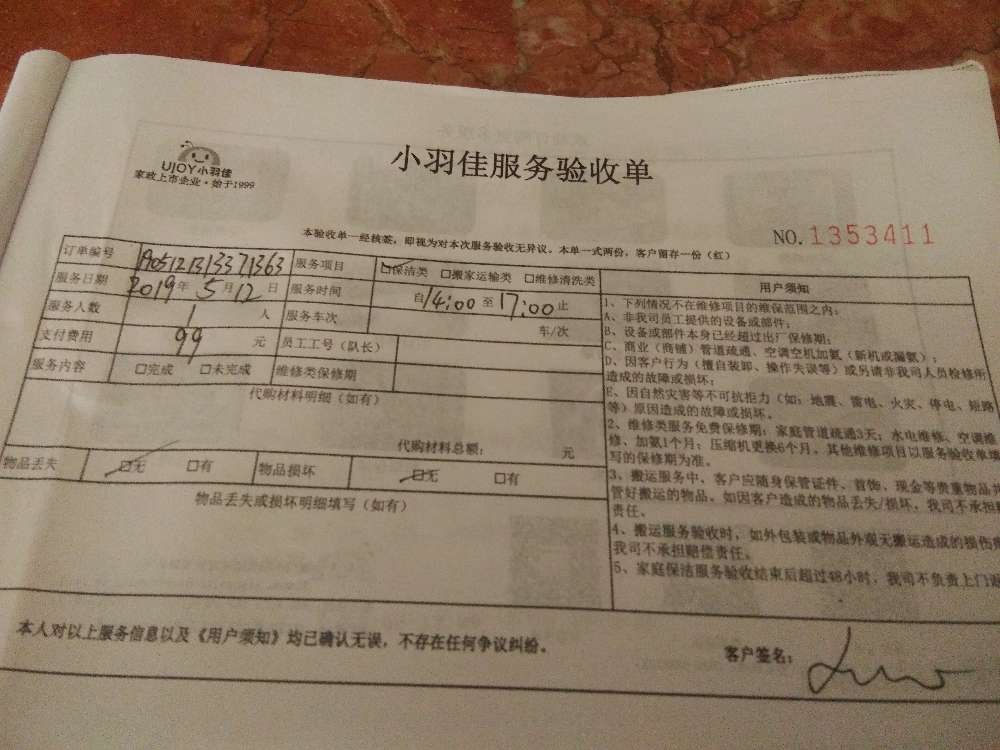 UJOY小羽佳
家政上市企业·始于1999
小羽佳服务验收单
本验收单一经核签，即视为对本次服务验收无异议。本单一式两份，客户留存一份（红）
NO.1353411
订单编号 服务项目 □保洁类 □搬家运输类 □维修清洗类
服务日期 2019年5月12日 服务时间 自14:00至17:00止
服务人数 1人 服务车次 车/次
支付费用 99元 员工工号（队长）
服务内容 □完成 □未完成 维修类保修期
代购材料明细（如有）
代购材料总额： 元
物品丢失 □无 □有 物品损坏 □无 □有
物品丢失或损坏明细填写（如有）
用户须知
1、下列情况不在维修项目的维保范围之内：
A、非我司员工提供的设备或部件；
B、设备或部件本身已经超过出厂保修期；
C、商业（商铺）管道疏通、空调空机加氨（新机或漏氨）；
D、因客户行为（擅自装卸、操作失误等）或另请非我司人员检修所
造成的故障或损坏；
E、因自然灾害等不可抗拒力（如：地震、雷电、火灾、停电、短路
等）原因造成的故障或损坏。
2、维修类服务免费保修期：家庭管道疏通3天；水电维修、空调维
修、加氨1个月；压缩机更换6个月，其他维修项目以服务验收单填
写的保修期为准。
3、搬运服务中，客户应随身保管证件、首饰、现金等贵重物品并
管好搬运的物品。如因客户造成的物品丢失/损坏，我司不承担赔
责任。
4、搬运服务验收时，如外包装或物品外观无搬运造成的损伤
我司不承担赔偿责任。
5、家庭保洁服务验收结束后超过48小时，我司不负责上门返
本人对以上服务信息以及《用户须知》均已确认无误，不存在任何争议纠纷。
客户签名：